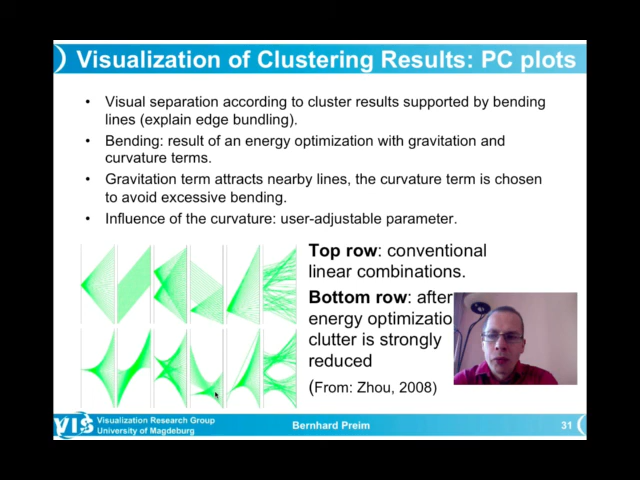 Visualization of Clustering Results: PC plots
• Visual separation according to cluster results supported by bending
lines (explain edge bundling).
• Bending: result of an energy optimization with gravitation and
curvature terms.
• Gravitation term attracts nearby lines, the curvature term is chosen
to avoid excessive bending.
• Influence of the curvature: user-adjustable parameter.
Top row: conventional
linear combinations.
Bottom row: after
energy optimizatio
clutter is strongly
reduced
(From: Zhou, 2008)
VIS
Visualization Research Group
University of Magdeburg
Bernhard Preim
31